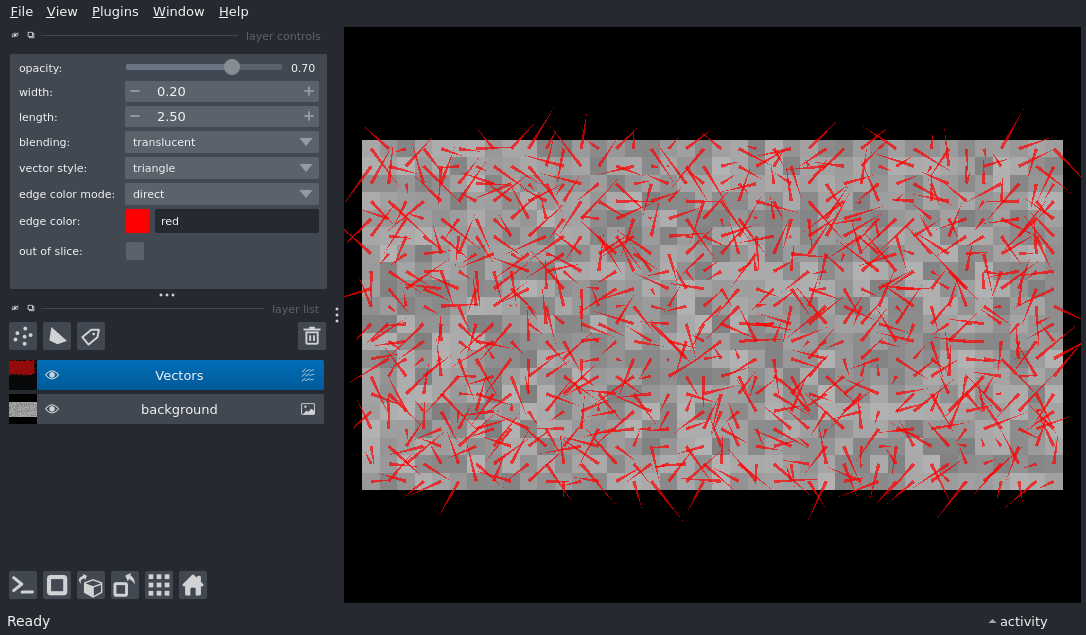 File View Plugins Window Help
layer controls
opacity: 0.70
width: − 0.20 +
length: − 2.50 +
blending: translucent
vector style: triangle
edge color mode: direct
edge color: red
out of slice:
layer list
Vectors
background
Ready
activity